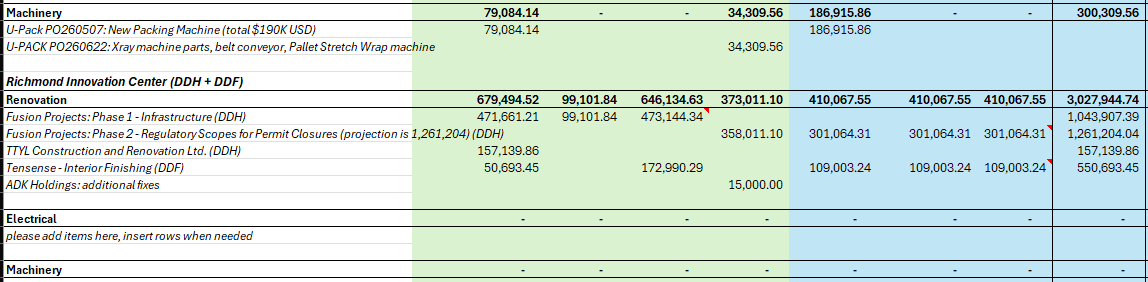 Machinery 79,084.14 - - 34,309.56 186,915.86 - - 300,309.56
U-Pack PO260507: New Packing Machine (total $190K USD) 79,084.14 186,915.86
U-PACK PO260622: Xray machine parts, belt conveyor, Pallet Stretch Wrap machine 34,309.56
Richmond Innovation Center (DDH + DDF)
Renovation 679,494.52 99,101.84 646,134.63 373,011.10 410,067.55 410,067.55 410,067.55 3,027,944.74
Fusion Projects: Phase 1 - Infrastructure (DDH) 471,661.21 99,101.84 473,144.34 1,043,907.39
Fusion Projects: Phase 2 - Regulatory Scopes for Permit Closures (projection is 1,261,204) (DDH) 358,011.10 301,064.31 301,064.31 301,064.31 1,261,204.04
TTYL Construction and Renovation Ltd. (DDH) 157,139.86 157,139.86
Tensense - Interior Finishing (DDF) 50,693.45 172,990.29 109,003.24 109,003.24 109,003.24 550,693.45
ADK Holdings: additional fixes 15,000.00
Electrical - - - - - - - -
please add items here, insert rows when needed
Machinery - - - - - - - -